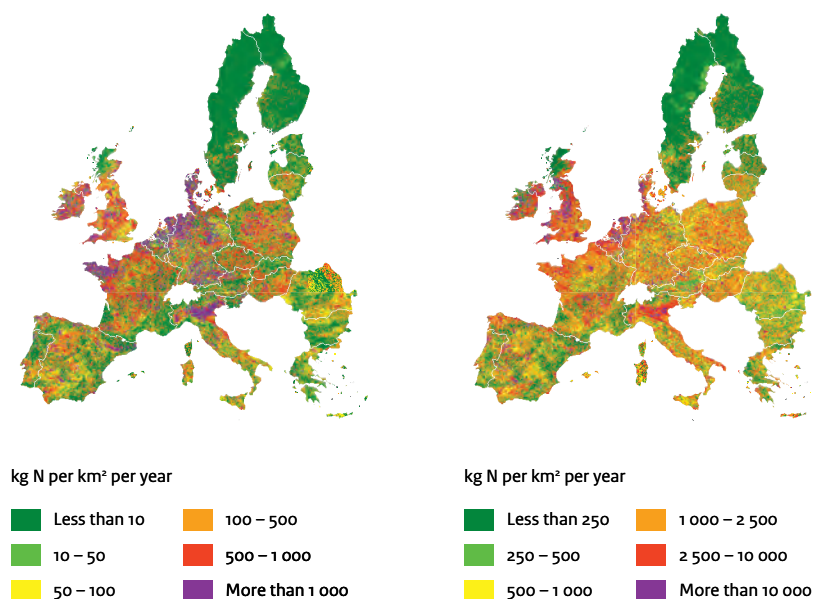 kg N per km² per year
Less than 10
10 – 50
50 – 100
100 – 500
500 – 1 000
More than 1 000
kg N per km² per year
Less than 250
250 – 500
500 – 1 000
1 000 – 2 500
2 500 – 10 000
More than 10 000